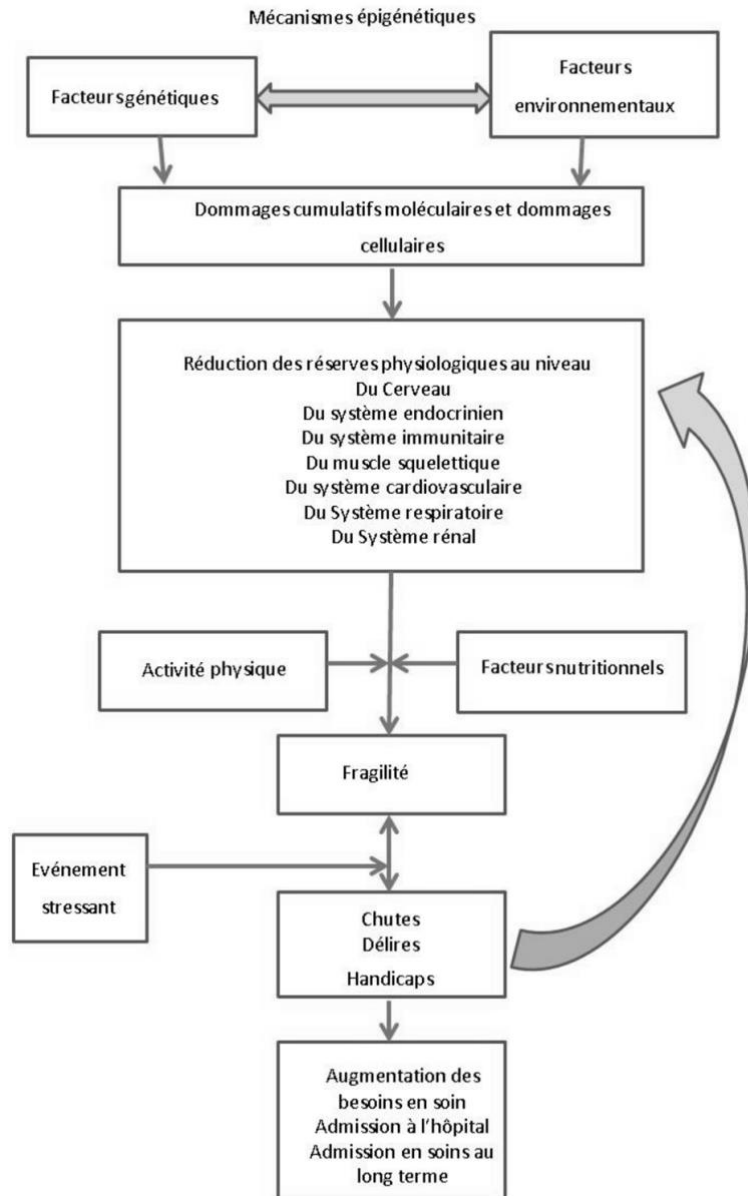 Mécanismes épigénétiques
Facteurs génétiques
Facteurs
environnementaux
Dommages cumulatifs moléculaires et dommages
cellulaires
Réduction des réserves physiologiques au niveau
Du Cerveau
Du système endocrinien
Du système immunitaire
Du muscle squelettique
Du système cardiovasculaire
Du Système respiratoire
Du Système rénal
Activité physique
Facteurs nutritionnels
Fragilité
Evénement
stressant
Chutes
Délires
Handicaps
Augmentation des
besoins en soin
Admission à l'hôpital
Admission en soins au
long terme